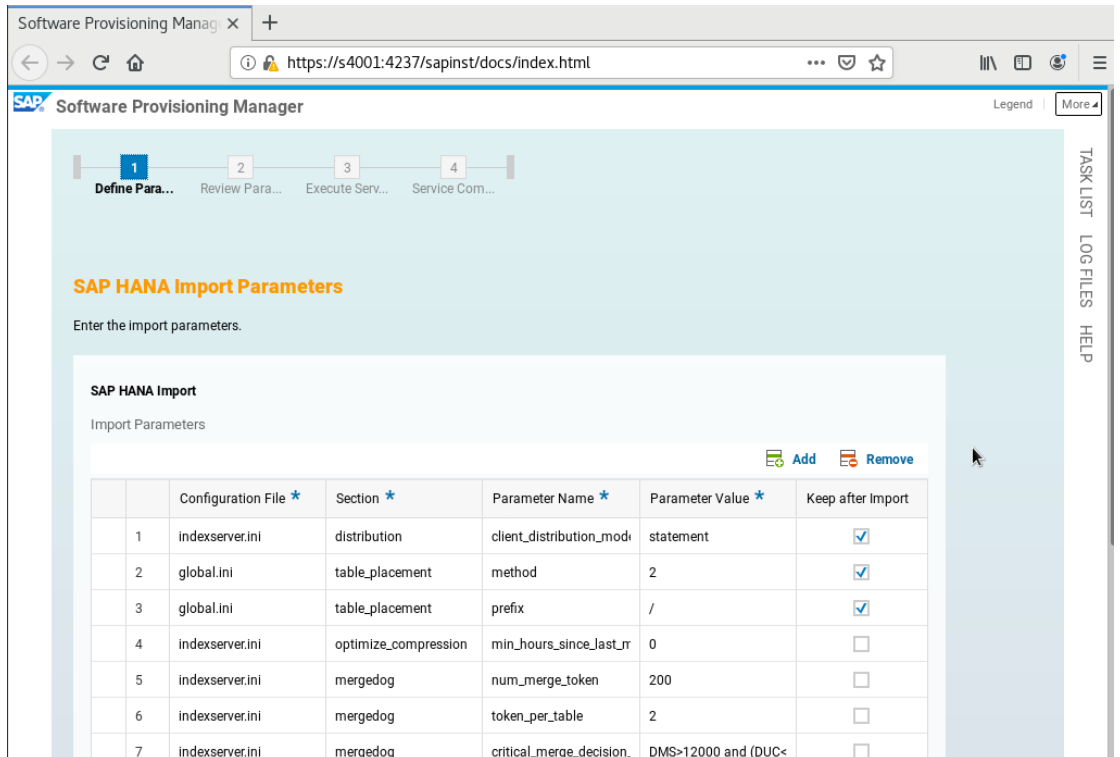 Software Provisioning Manag
https://s4001:4237/sapinst/docs/index.html
SAP Software Provisioning Manager
Legend
More
1
2
3
4
Define Para...
Review Para...
Execute Serv...
Service Com...
TASK LIST
LOG FILES
HELP
SAP HANA Import Parameters
Enter the import parameters.
SAP HANA Import
Import Parameters
Add Remove
Configuration File * Section * Parameter Name * Parameter Value * Keep after Import
1 indexserver.ini distribution client_distribution_mod statement
2 global.ini table_placement method 2
3 global.ini table_placement prefix /
4 indexserver.ini optimize_compression min_hours_since_last_m 0
5 indexserver.ini mergedog num_merge_token 200
6 indexserver.ini mergedog token_per_table 2
7 indexserver.ini mergedog critical_merge_decision_ DMS>12000 and (DUC<